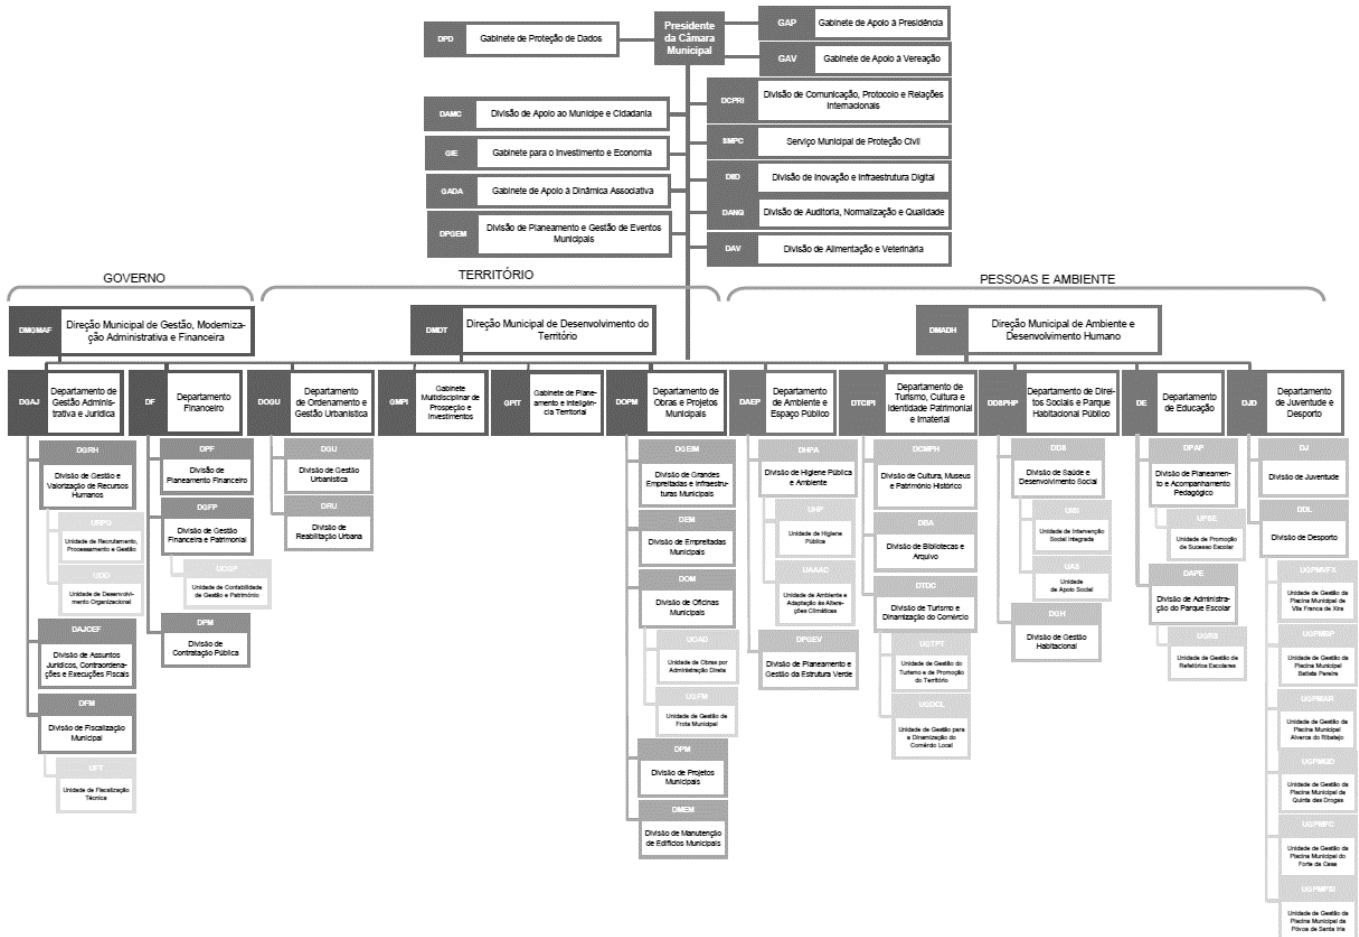 Presidente
da Câmara
Municipal
DPD
Gabinete de Proteção de Dados
GAP
Gabinete de Apoio à Presidência
GAV
Gabinete de Apoio à Vereação
DAMC
Divisão de Apoio ao Munícipe e Cidadania
DCPRI
Divisão de Comunicação, Protocolo e Relações
Internacionais
GIE
Gabinete para o Investimento e Economia
SMPC
Serviço Municipal de Proteção Civil
GADA
Gabinete de Apoio à Dinâmica Associativa
DIID
Divisão de Inovação e Infraestrutura Digital
DPGEM
Divisão de Planeamento e Gestão de Eventos
Municipais
DANQ
Divisão de Auditoria, Normalização e Qualidade
DAV
Divisão de Alimentação e Veterinária
GOVERNO
TERRITÓRIO
PESSOAS E AMBIENTE
DMGMAF
Direção Municipal de Gestão, Moderniza-
ção Administrativa e Financeira
DMDT
Direção Municipal de Desenvolvimento do
Território
DMADH
Direção Municipal de Ambiente e
Desenvolvimento Humano
DGAJ
Departamento de
Gestão Adminis-
trativa e Jurídica
DF
Departamento
Financeiro
DOGU
Departamento
de Ordenamento e
Gestão Urbanística
GMPI
Gabinete
Multidisciplinar de
Prospeção e
Investimentos
GPIT
Gabinete de Plane-
amento e Inteligên-
cia Territorial
DOPM
Departamento de
Obras e Projetos
Municipais
DAEP
Departamento
de Ambiente e
Espaço Público
DTCIPI
Departamento de
Turismo, Cultura e
Identidade Patrimonial
e Imaterial
DDSPHP
Departamento de Direi-
tos Sociais e Parque
Habitacional Público
DE
Departamento
de Educação
DJD
Departamento
de Juventude e
Desporto
DGRH
Divisão de Gestão e
Valorização de Recursos
Humanos
URPG
Unidade de Recrutamento,
Processamento e Gestão
UDO
Unidade de Desenvolvi-
mento Organizacional
DAJCEF
Divisão de Assuntos
Jurídicos, Contraordena-
ções e Execuções Fiscais
DFM
Divisão de Fiscalização
Municipal
UFT
Unidade de Fiscalização
Técnica
DPF
Divisão de
Planeamento Financeiro
DGFP
Divisão de Gestão
Financeira e Patrimonial
UCGP
Unidade de Contabilidade
de Gestão e Património
DPM
Divisão de
Contratação Pública
DGU
Divisão de Gestão
Urbanística
DRU
Divisão de
Reabilitação Urbana
DGEIM
Divisão de Grandes
Empreitadas e Infraestru-
turas Municipais
DEM
Divisão de Empreitadas
Municipais
DOM
Divisão de Oficinas
Municipais
UOAD
Unidade de Obras por
Administração Direta
UGFM
Unidade de Gestão de
Frota Municipal
DPM
Divisão de Projetos
Municipais
DMEM
Divisão de Manutenção
de Edifícios Municipais
DHPA
Divisão de Higiene Pública
e Ambiente
UHP
Unidade de Higiene
Pública
UAAAC
Unidade de Ambiente e
Adaptação às Altera-
ções Climáticas
DPGEV
Divisão de Planeamento e
Gestão da Estrutura Verde
DCMPH
Divisão de Cultura, Museus
e Património Histórico
DBA
Divisão de Bibliotecas e
Arquivo
DTDC
Divisão de Turismo e
Dinamização do Comércio
UGTPT
Unidade de Gestão do
Turismo e de Promoção
do Território
UGDCL
Unidade de Gestão para
a Dinamização do
Comércio Local
DDS
Divisão de Saúde e
Desenvolvimento Social
UISI
Unidade de Intervenção
Social Integrada
UAS
Unidade
de Apoio Social
DGH
Divisão de Gestão
Habitacional
DPAP
Divisão de Planeamen-
to e Acompanhamento
Pedagógico
UPSE
Unidade de Promoção
de Sucesso Escolar
DAPE
Divisão de Administra-
ção do Parque Escolar
UGRS
Unidade de Gestão de
Refeitórios Escolares
DJ
Divisão de Juventude
DDL
Divisão de Desporto
UGPMVFX
Unidade de Gestão da
Piscina Municipal de
Vila Franca de Xira
UGPMBP
Unidade de Gestão da
Piscina Municipal
Batista Pereira
UGPMAR
Unidade de Gestão da
Piscina Municipal
Alverca do Ribatejo
UGPMQD
Unidade de Gestão da
Piscina Municipal da
Quinta das Drogas
UGPMFC
Unidade de Gestão da
Piscina Municipal do
Forte da Casa
UGPMPSI
Unidade de Gestão da
Piscina Municipal da
Póvoa de Santa Iria